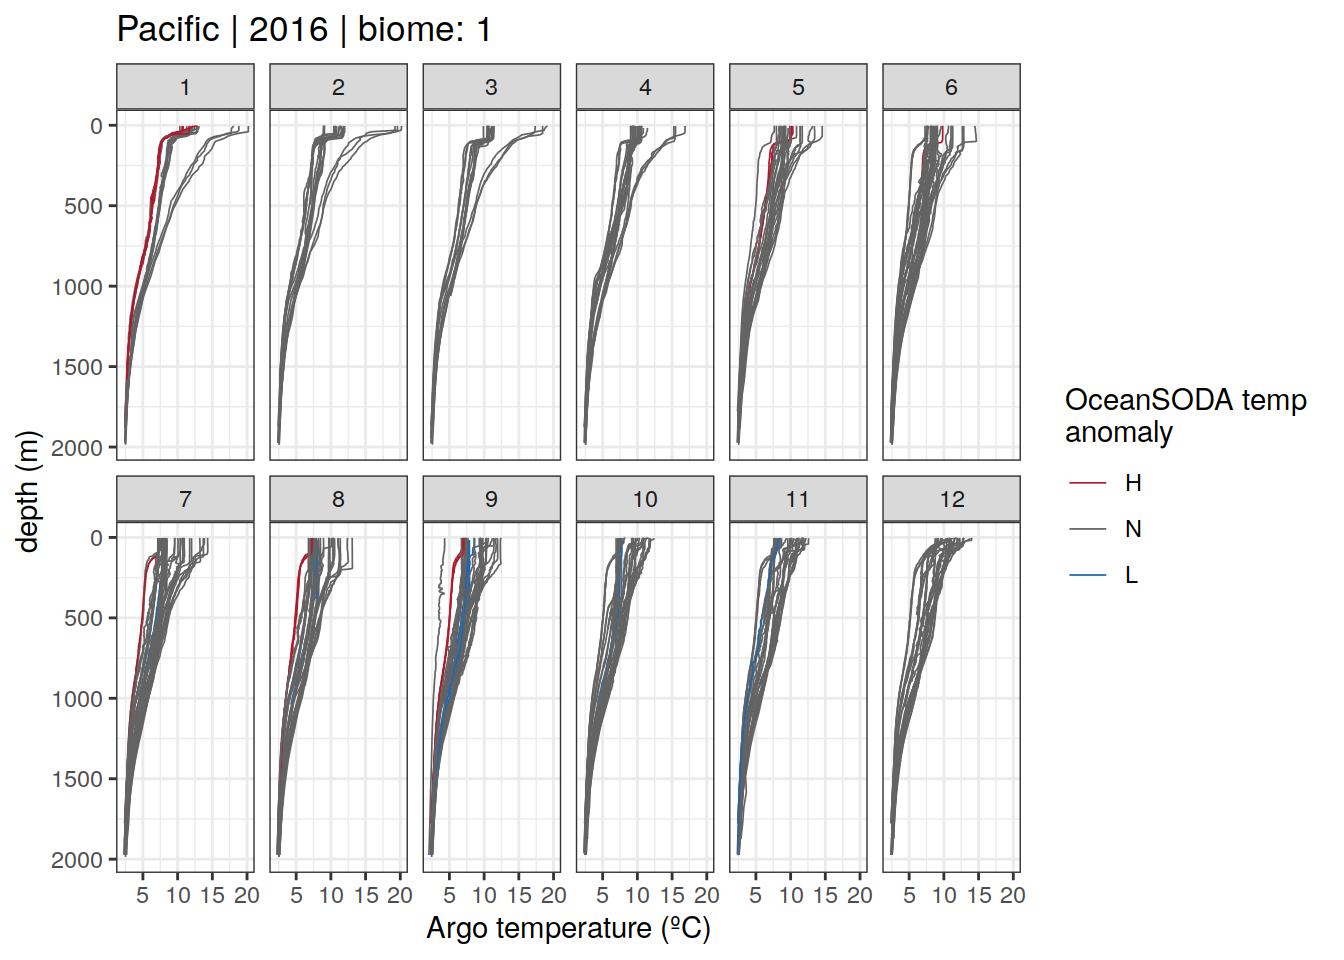 Pacific | 2016 | biome: 1
1 2 3 4 5 6
0
500
1000
1500
2000
7 8 9 10 11 12
0
500
1000
1500
2000
5 10 15 20 5 10 15 20 5 10 15 20 5 10 15 20 5 10 15 20 5 10 15 20
Argo temperature (ºC)
depth (m)
OceanSODA temp
anomaly
H
N
L